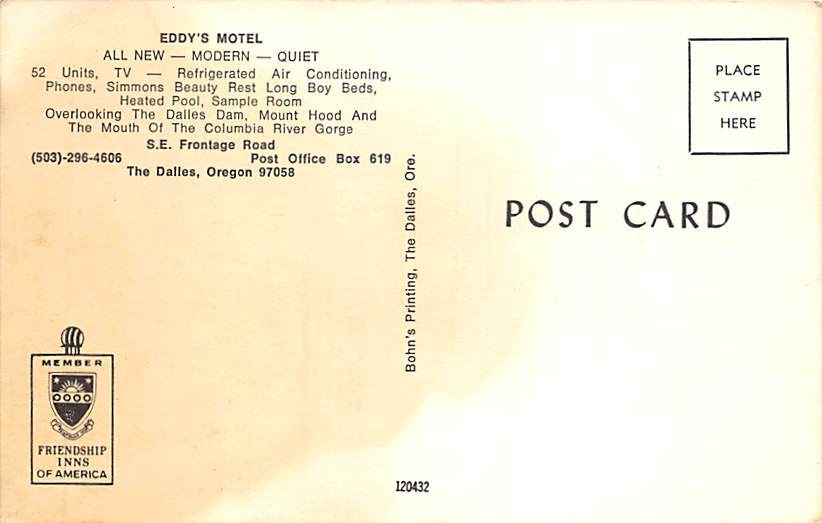 EDDY'S MOTEL
ALL NEW — MODERN — QUIET
52 Units, TV — Refrigerated Air Conditioning,
Phones, Simmons Beauty Rest Long Boy Beds,
Heated Pool, Sample Room
Overlooking The Dalles Dam, Mount Hood And
The Mouth Of The Columbia River Gorge
S.E. Frontage Road
(503)-296-4606 Post Office Box 619
The Dalles, Oregon 97058
MEMBER
FRIENDSHIP
INNS
OF AMERICA
Bohn's Printing, The Dalles, Ore.
120432
PLACE
STAMP
HERE
POST CARD